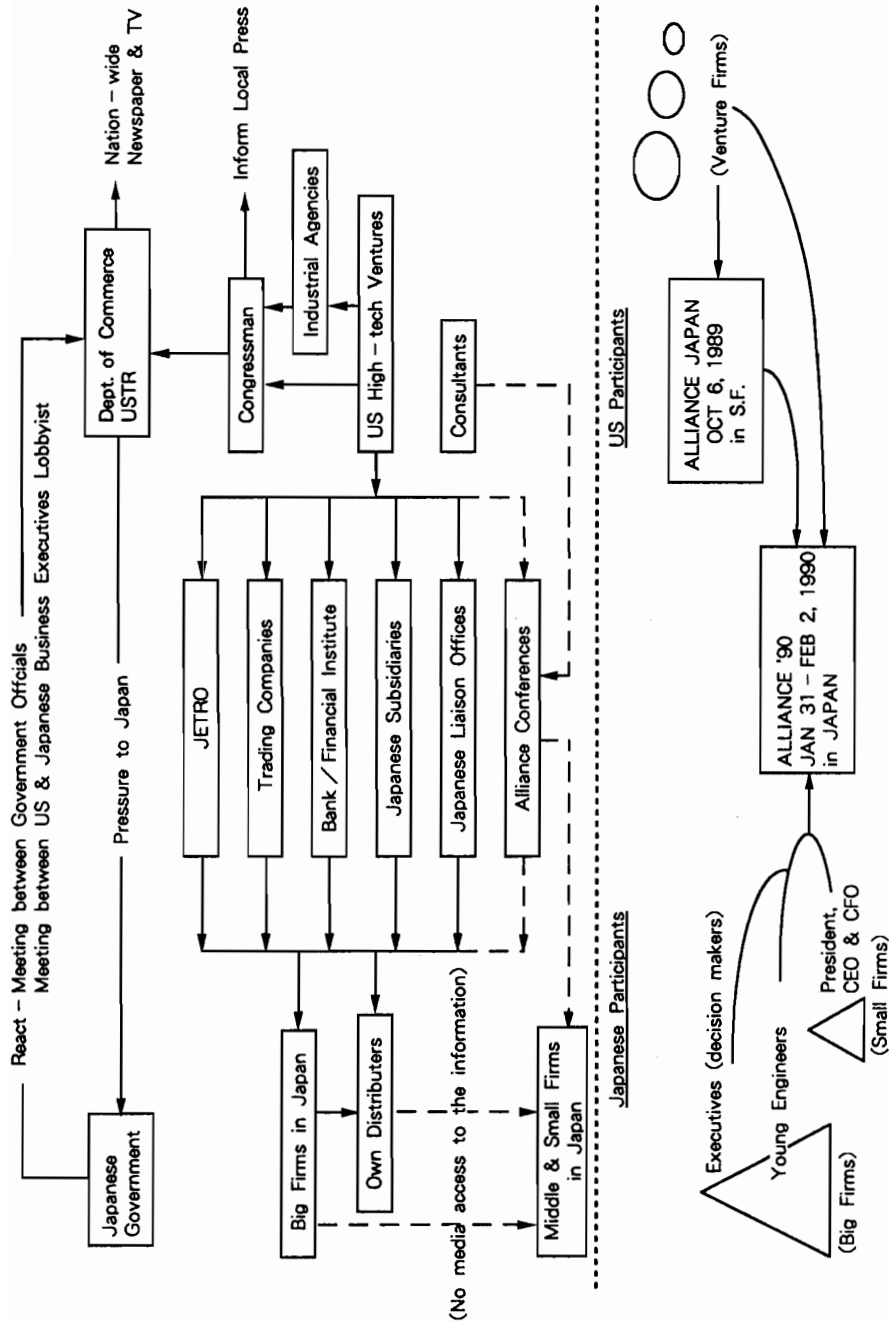 React – Meeting between Government Offcials
Meeting between US & Japanese Business Executives Lobbyist
Japanese
Government
Pressure to Japan
Dept. of Commerce
USTR
Nation – wide
Newspaper & TV
Congressman
Inform Local Press
Industrial Agencies
US High – tech Ventures
Consultants
JETRO
Trading Companies
Bank / Financial Institute
Japanese Subsidiaries
Japanese Liaison Offices
Alliance Conferences
Big Firms in Japan
Own Distributers
(No media access to the information)
Middle & Small Firms
in Japan
Japanese Participants
US Participants
Executives (decision makers)
Young Engineers
(Big Firms)
President,
CEO & CFO
(Small Firms)
ALLIANCE '90
JAN 31 – FEB 2, 1990
in JAPAN
ALLIANCE JAPAN
OCT 6, 1989
in S.F.
(Venture Firms)